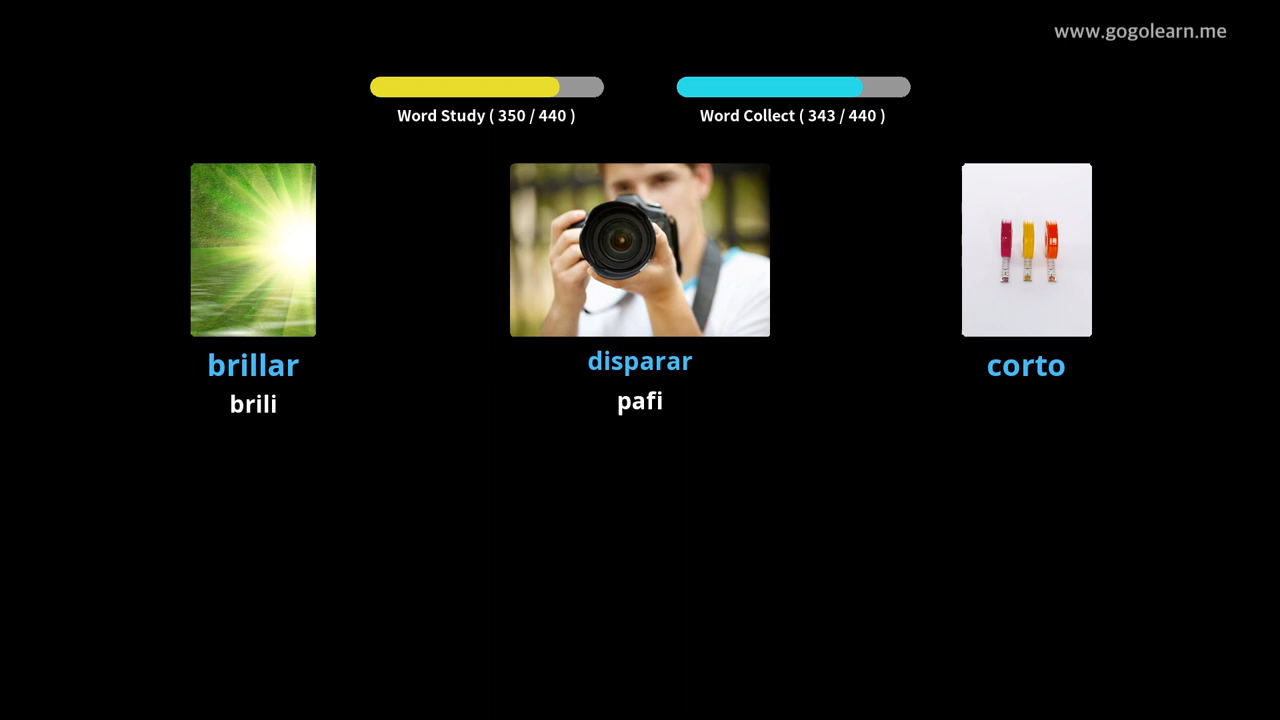 www.gogolearn.me
Word Study ( 350 / 440 )
Word Collect ( 343 / 440 )
brillar
brili
disparar
pafi
corto